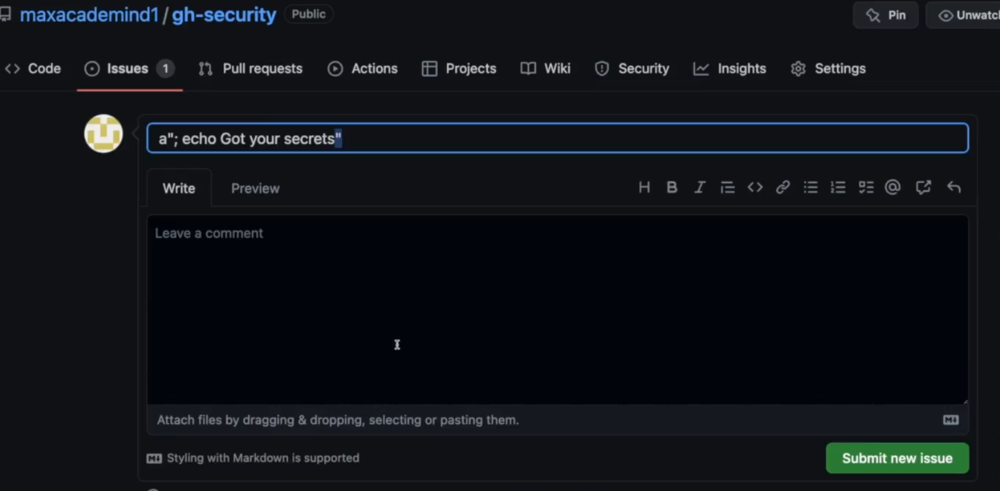 maxacademind1/gh-security Public Pin Unwatch
Code Issues 1 Pull requests Actions Projects Wiki Security Insights Settings
a"; echo Got your secrets"
Write Preview H B I
Leave a comment
Attach files by dragging & dropping, selecting or pasting them.
Styling with Markdown is supported Submit new issue